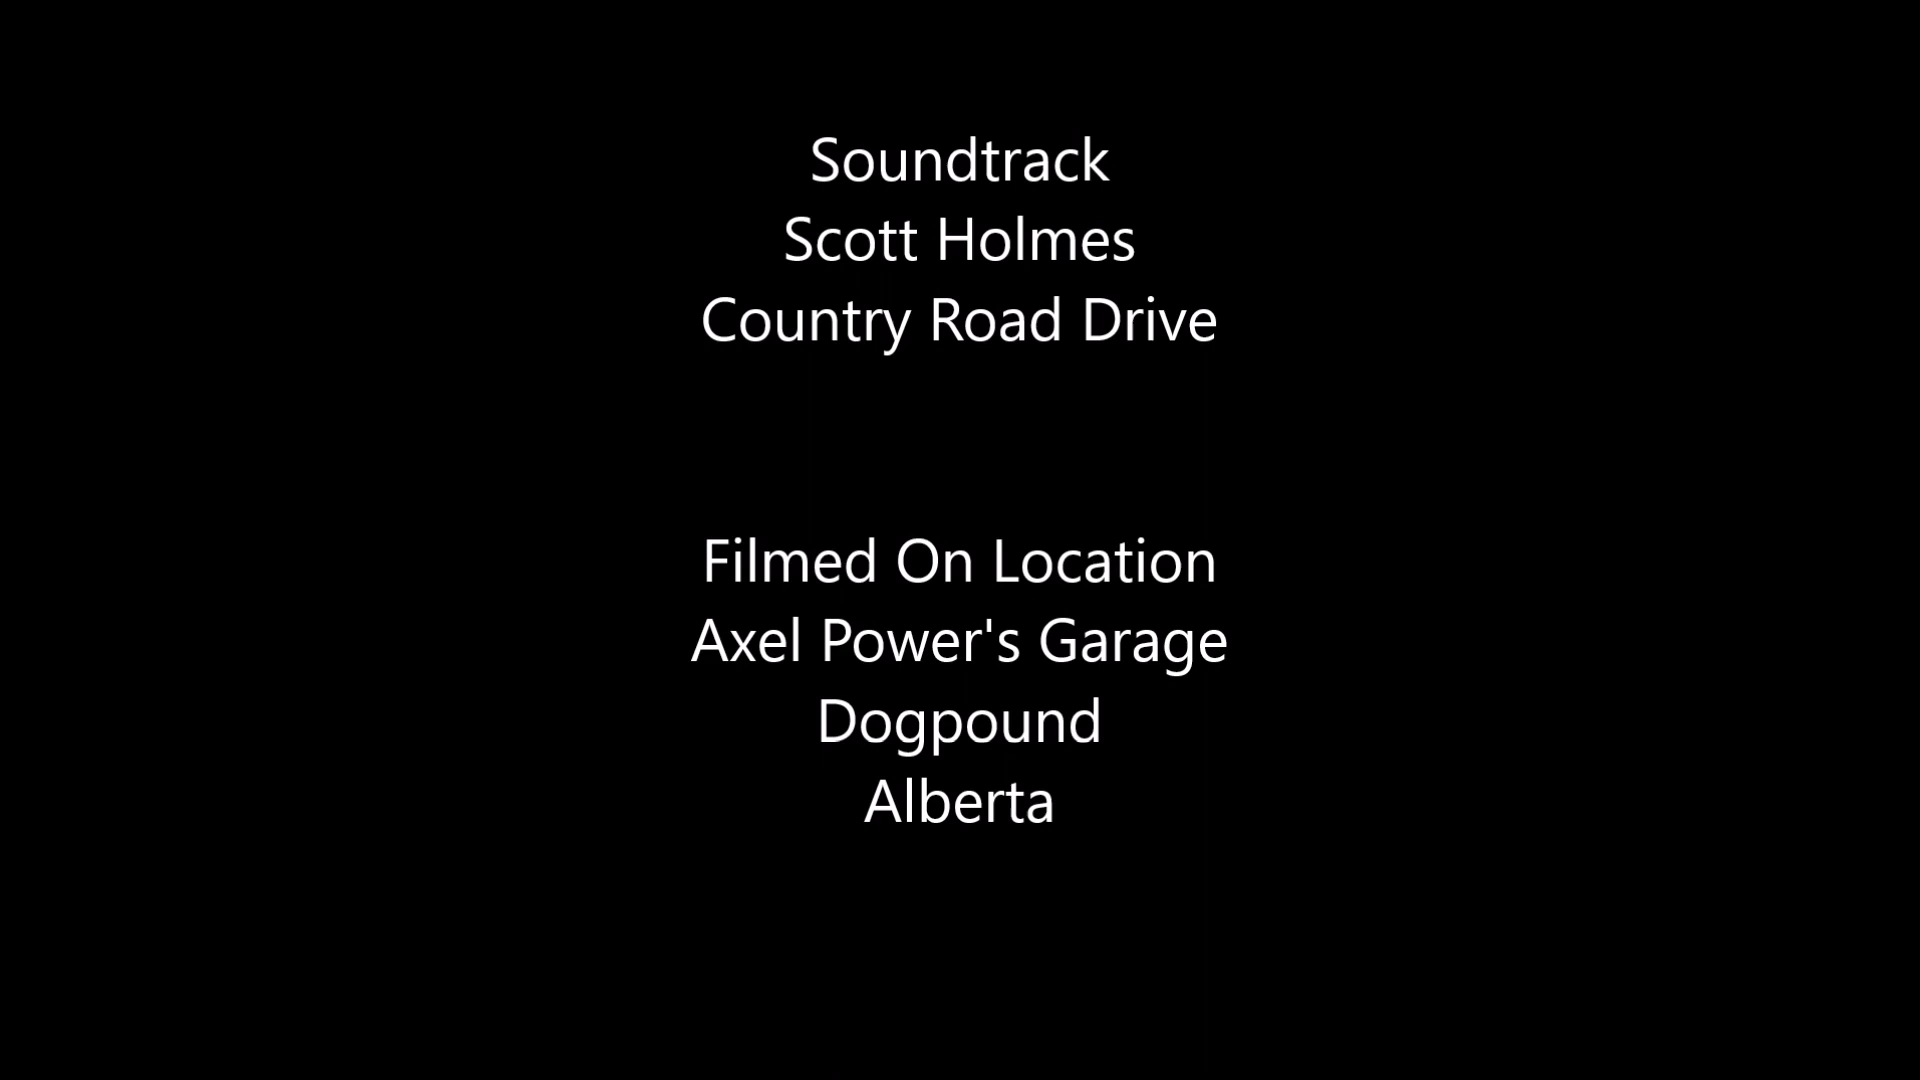 Soundtrack
Scott Holmes
Country Road Drive
Filmed On Location
Axel Power's Garage
Dogpound
Alberta